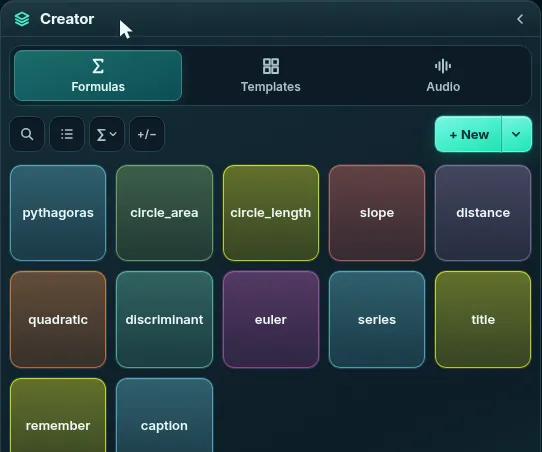 Creator
Formulas
Templates
Audio
Σ
+/−
+ New
pythagoras
circle_area
circle_length
slope
distance
quadratic
discriminant
euler
series
title
remember
caption